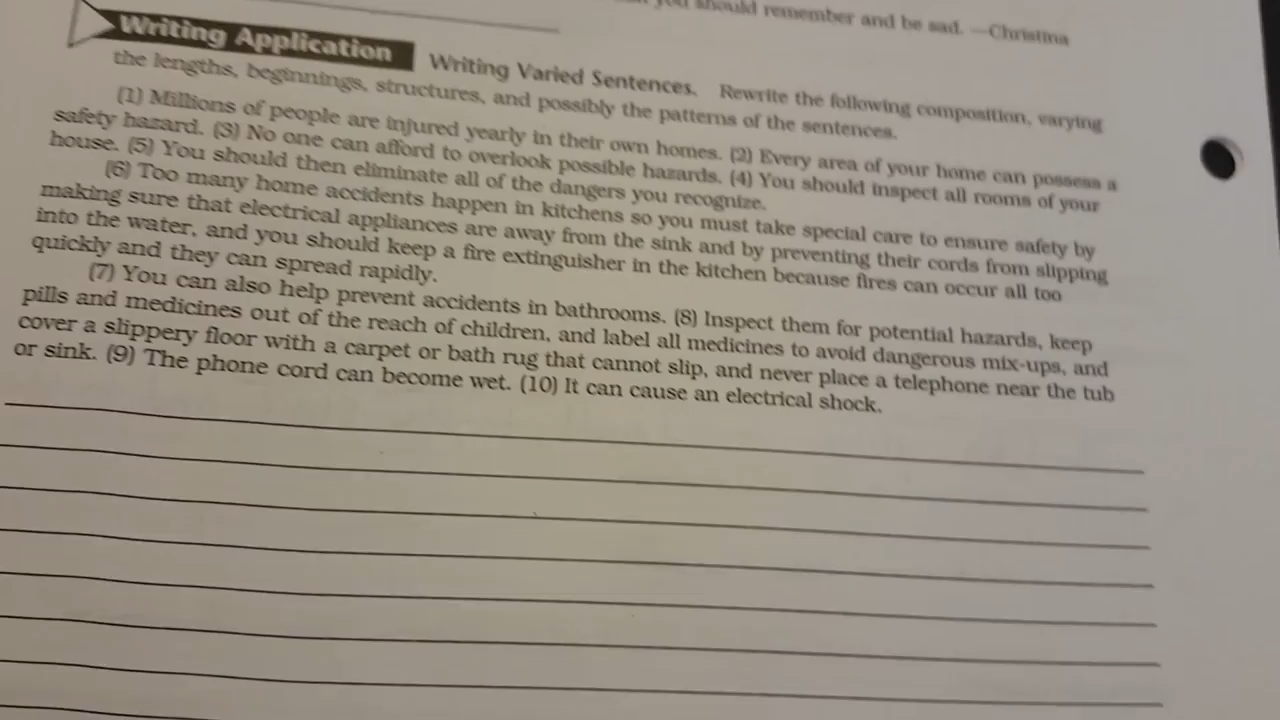 you should remember and be sad. —Christina
Writing Application Writing Varied Sentences. Rewrite the following composition, varying
the lengths, beginnings, structures, and possibly the patterns of the sentences.
(1) Millions of people are injured yearly in their own homes. (2) Every area of your home can possess a
safety hazard. (3) No one can afford to overlook possible hazards. (4) You should inspect all rooms of your
house. (5) You should then eliminate all of the dangers you recognize.
(6) Too many home accidents happen in kitchens so you must take special care to ensure safety by
making sure that electrical appliances are away from the sink and by preventing their cords from slipping
into the water, and you should keep a fire extinguisher in the kitchen because fires can occur all too
quickly and they can spread rapidly.
(7) You can also help prevent accidents in bathrooms. (8) Inspect them for potential hazards, keep
pills and medicines out of the reach of children, and label all medicines to avoid dangerous mix-ups, and
cover a slippery floor with a carpet or bath rug that cannot slip, and never place a telephone near the tub
or sink. (9) The phone cord can become wet. (10) It can cause an electrical shock.